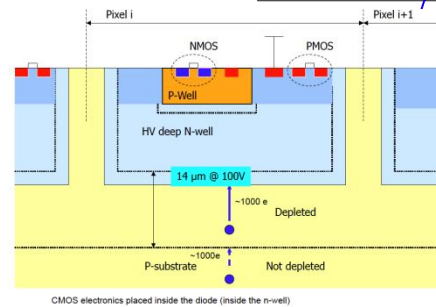 Pixel i
Pixel i+1
NMOS
PMOS
P-Well
HV deep N-well
14 µm @ 100V
~1000 e
Depleted
~1000e
P-substrate
Not depleted
CMOS electronics placed inside the diode (inside the n-well)